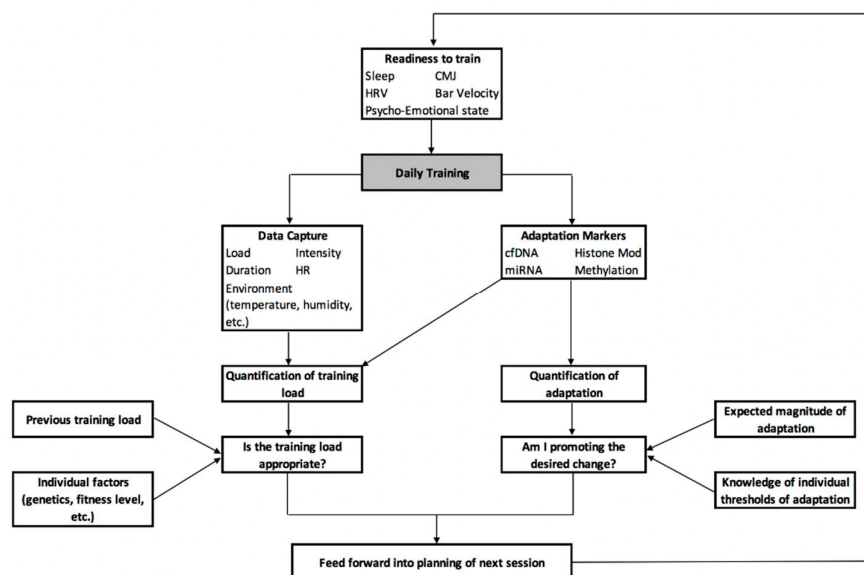 Readiness to train
Sleep CMJ
HRV Bar Velocity
Psycho-Emotional state
Daily Training
Data Capture
Load Intensity
Duration HR
Environment
(temperature, humidity,
etc.)
Adaptation Markers
cfDNA Histone Mod
miRNA Methylation
Quantification of training
load
Quantification of
adaptation
Previous training load
Individual factors
(genetics, fitness level,
etc.)
Is the training load
appropriate?
Am I promoting the
desired change?
Expected magnitude of
adaptation
Knowledge of individual
thresholds of adaptation
Feed forward into planning of next session